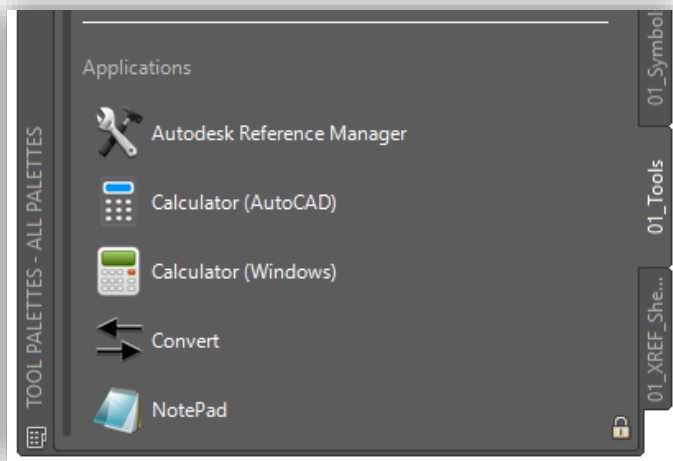 Applications
Autodesk Reference Manager
Calculator (AutoCAD)
Calculator (Windows)
Convert
NotePad
TOOL PALETTES - ALL PALETTES
01_Symbol
01_Tools
01_XREF_She...